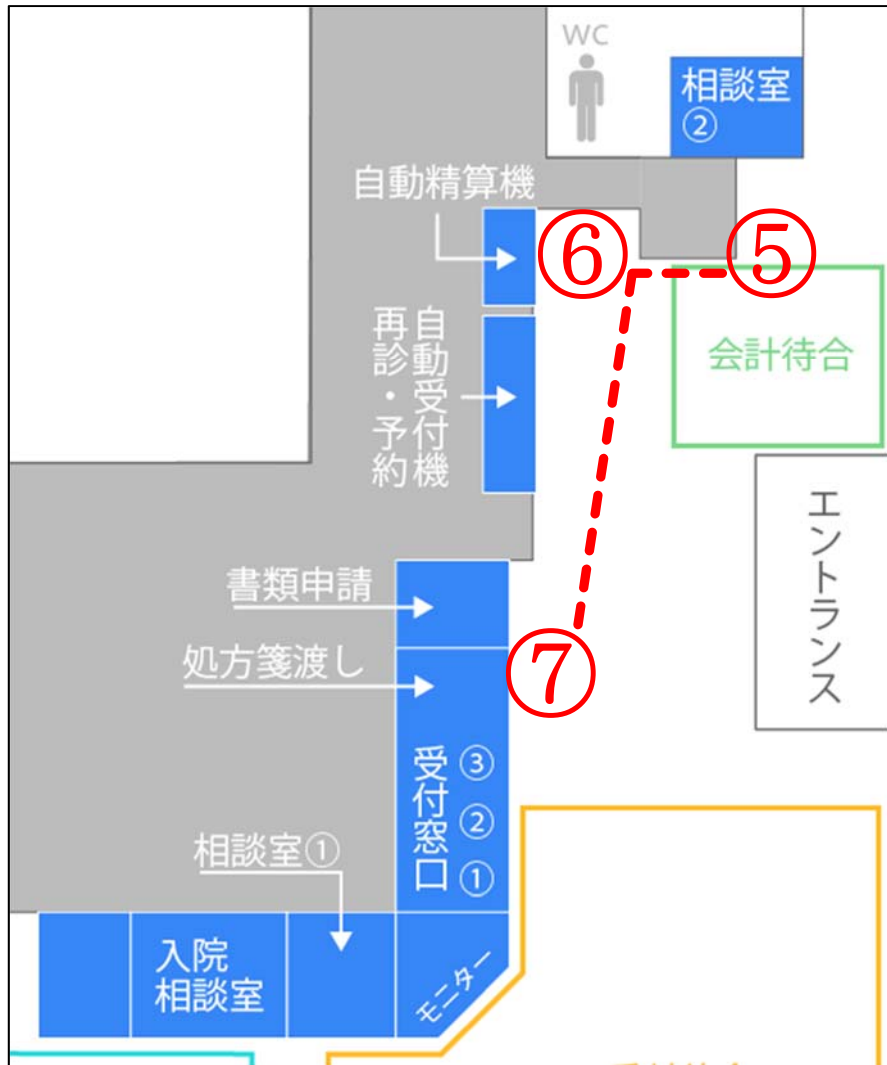 WC
相談室
②
自動精算機
⑥
⑤
自動受付機
再診・予約
会計待合
エントランス
書類申請
処方箋渡し
⑦
受付窓口
③
②
①
相談室①
入院
相談室
モニター